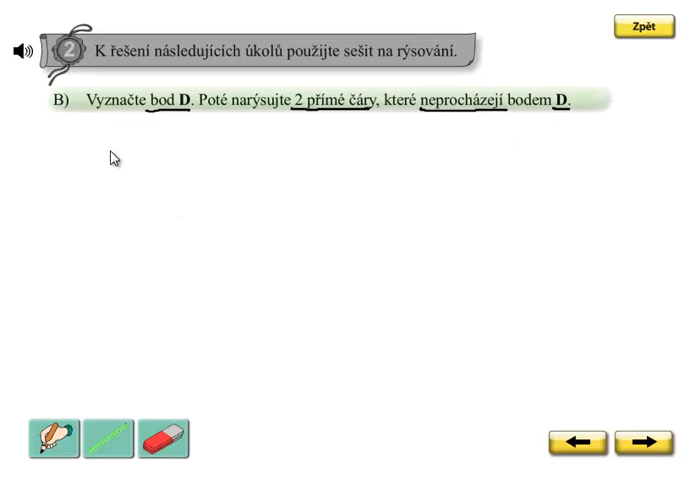 Zpět
2 K řešení následujících úkolů použijte sešit na rýsování.
B) Vyznačte bod D. Poté narýsujte 2 přímé čáry, které neprocházejí bodem D.